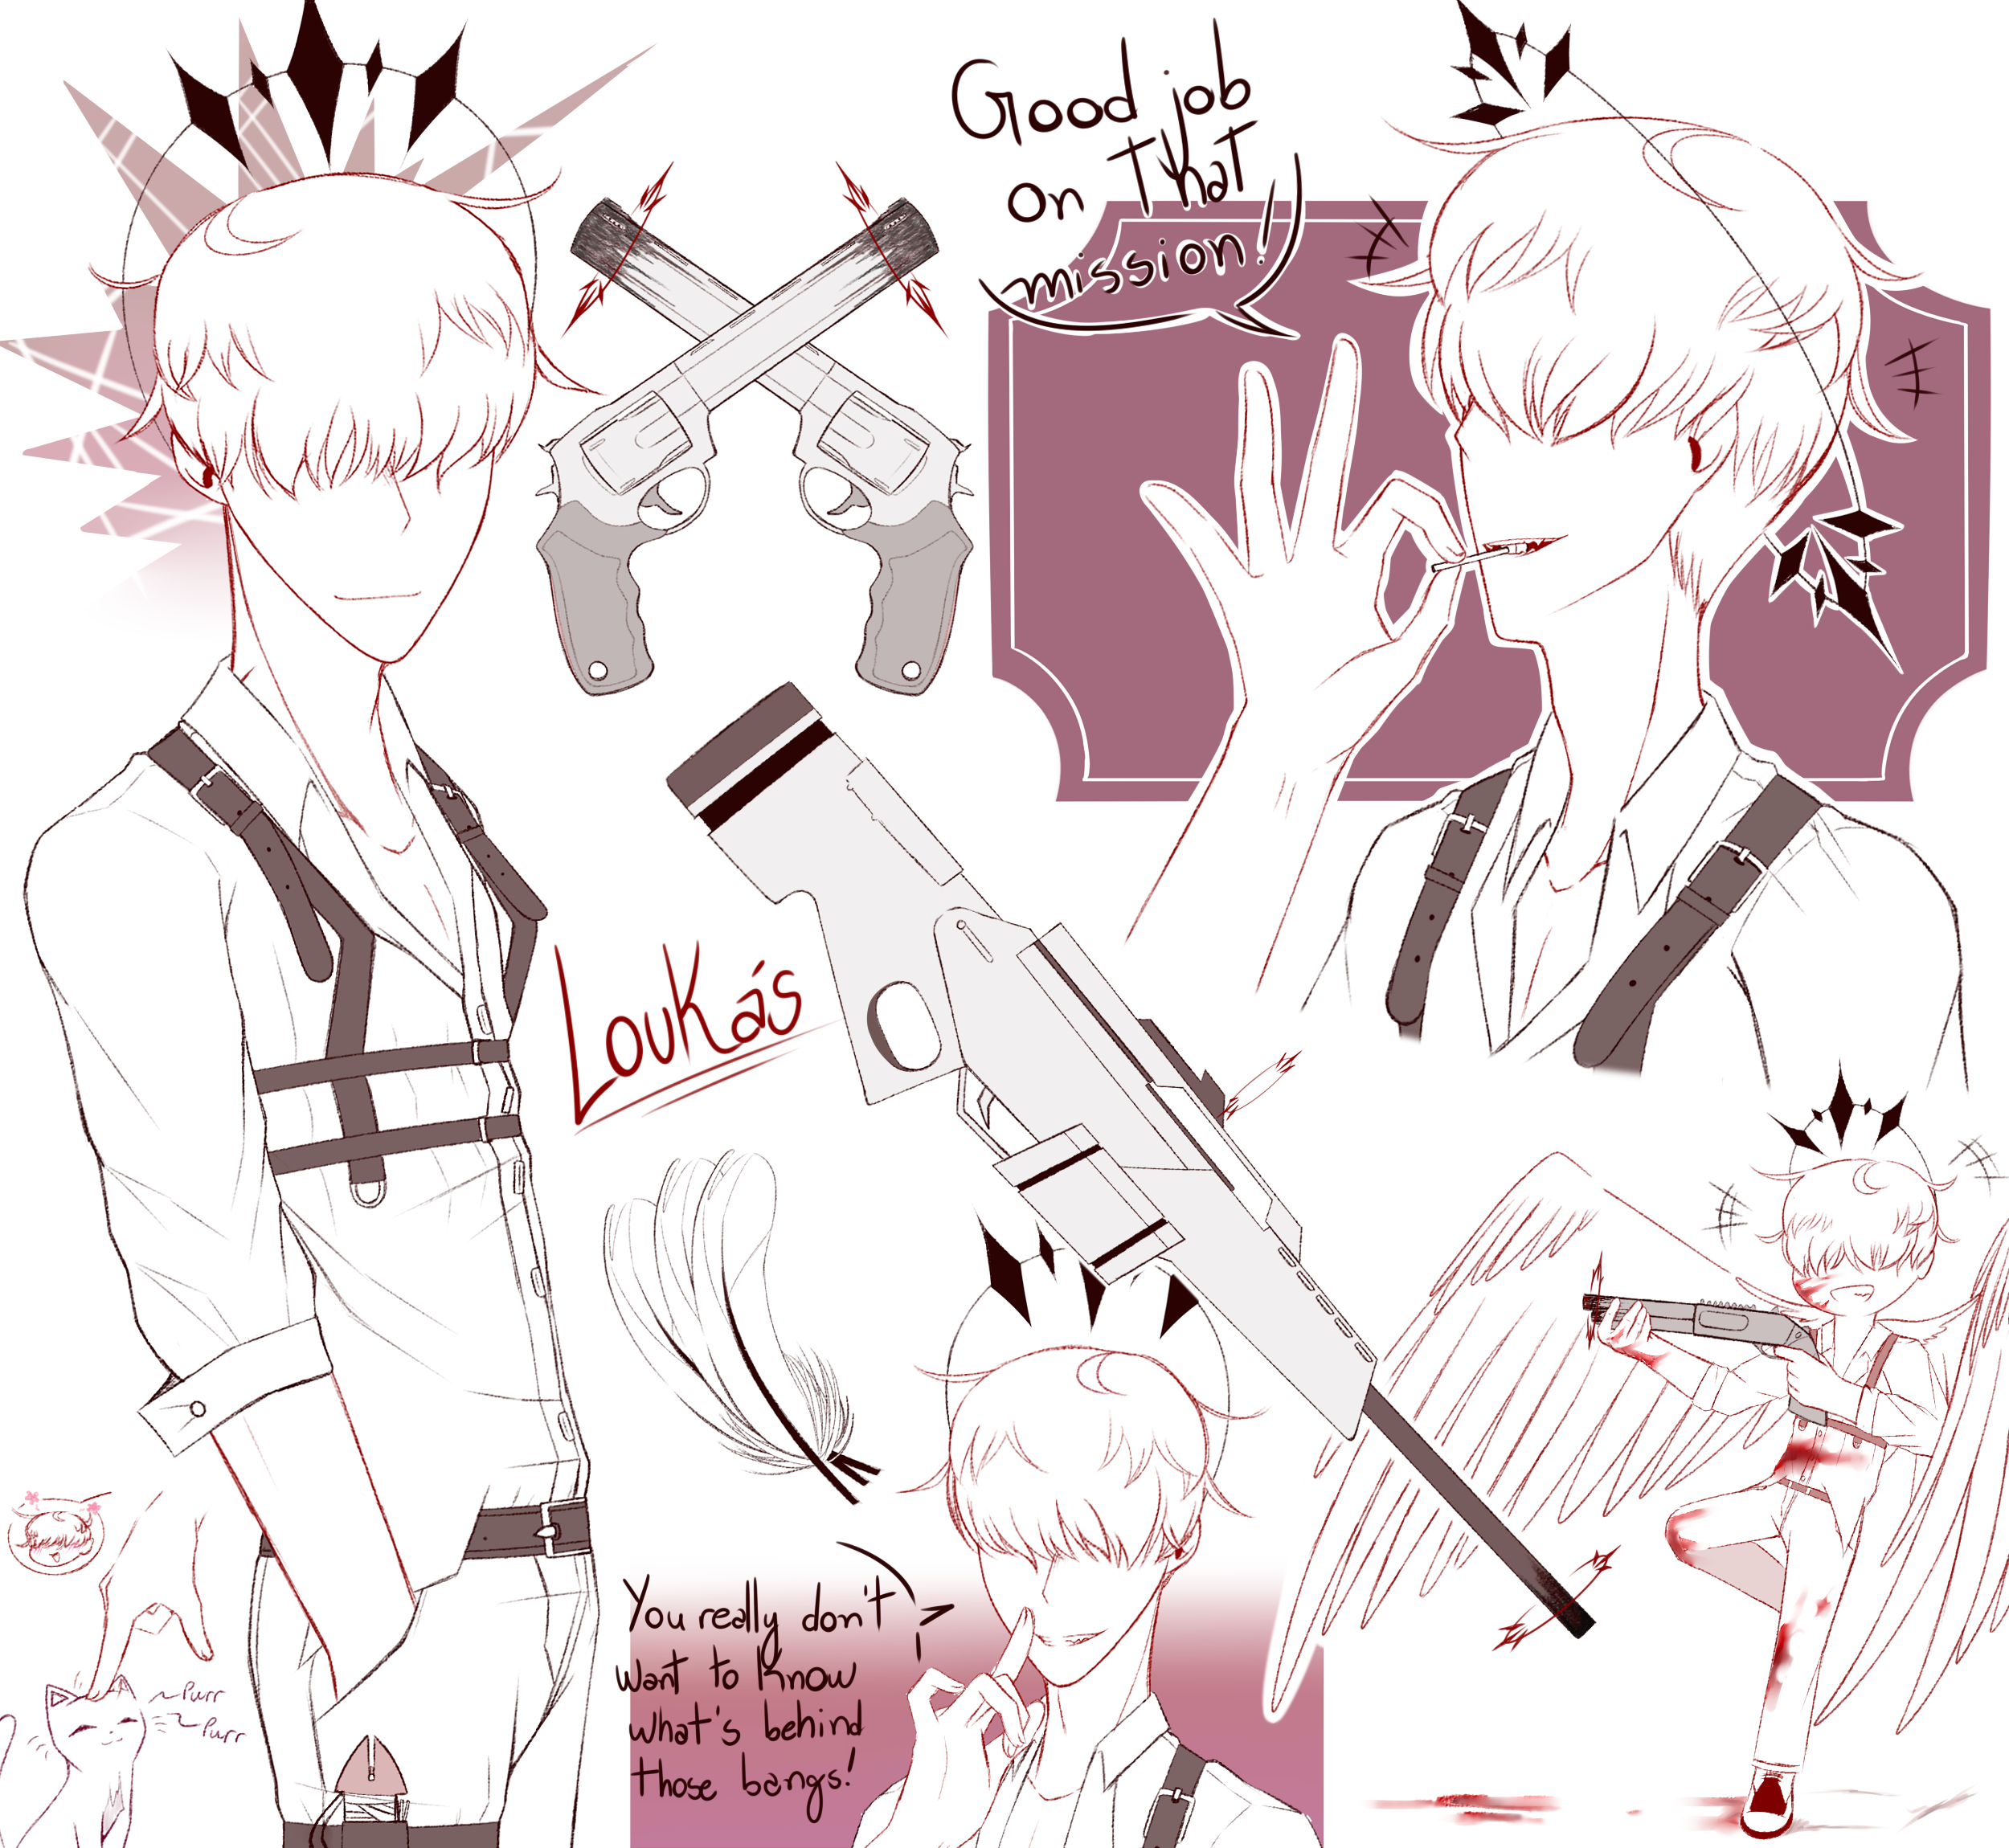 Good job
on that
mission!
Loukás
You really don't
want to know
what's behind
those bangs!
~Purr
~Purr